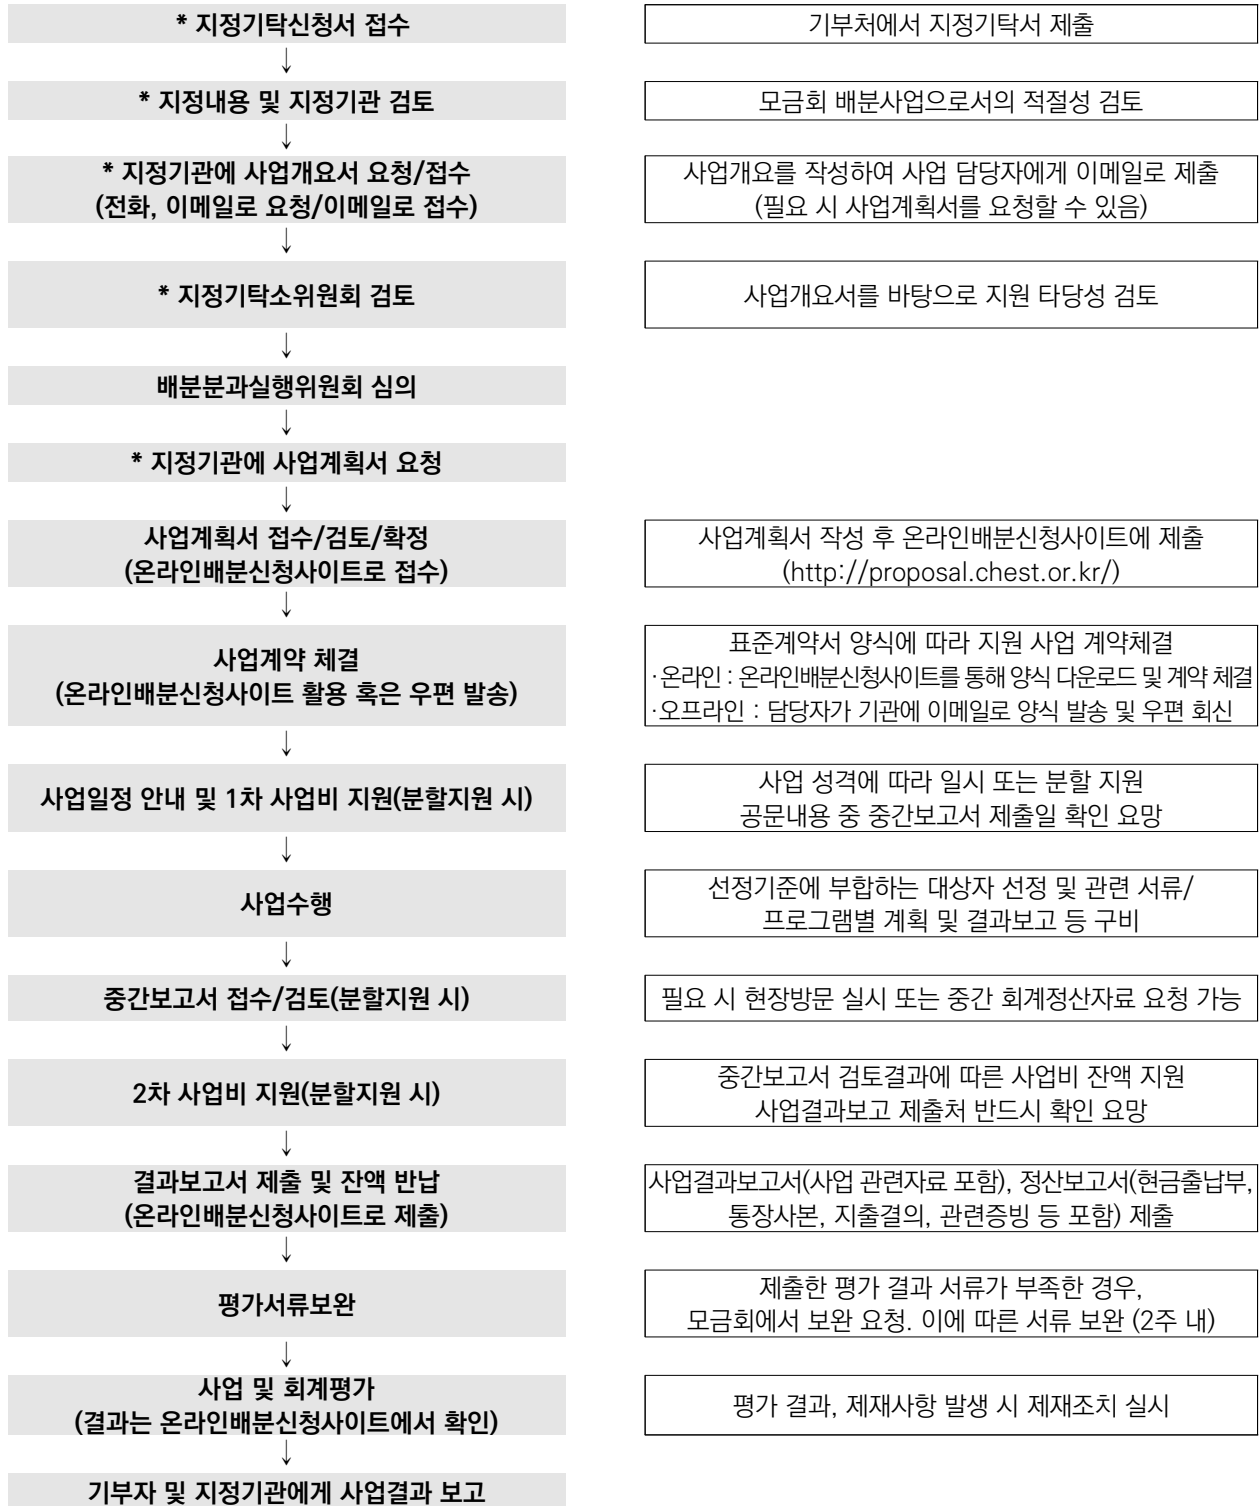 * 지정기탁신청서 접수
기부처에서 지정기탁서 제출
↓
* 지정내용 및 지정기관 검토
모금회 배분사업으로서의 적절성 검토
↓
* 지정기관에 사업개요서 요청/접수
(전화, 이메일로 요청/이메일로 접수)
사업개요를 작성하여 사업 담당자에게 이메일로 제출
(필요 시 사업계획서를 요청할 수 있음)
↓
* 지정기탁소위원회 검토
사업개요서를 바탕으로 지원 타당성 검토
↓
배분분과실행위원회 심의
↓
* 지정기관에 사업계획서 요청
↓
사업계획서 접수/검토/확정
(온라인배분신청사이트로 접수)
사업계획서 작성 후 온라인배분신청사이트에 제출
(http://proposal.chest.or.kr/)
↓
사업계약 체결
(온라인배분신청사이트 활용 혹은 우편 발송)
표준계약서 양식에 따라 지원 사업 계약체결
·온라인 : 온라인배분신청사이트를 통해 양식 다운로드 및 계약 체결
·오프라인 : 담당자가 기관에 이메일로 양식 발송 및 우편 회신
↓
사업일정 안내 및 1차 사업비 지원(분할지원 시)
사업 성격에 따라 일시 또는 분할 지원
공문내용 중 중간보고서 제출일 확인 요망
↓
사업수행
선정기준에 부합하는 대상자 선정 및 관련 서류/
프로그램별 계획 및 결과보고 등 구비
↓
중간보고서 접수/검토(분할지원 시)
필요 시 현장방문 실시 또는 중간 회계정산자료 요청 가능
↓
2차 사업비 지원(분할지원 시)
중간보고서 검토결과에 따른 사업비 잔액 지원
사업결과보고 제출처 반드시 확인 요망
↓
결과보고서 제출 및 잔액 반납
(온라인배분신청사이트로 제출)
사업결과보고서(사업 관련자료 포함), 정산보고서(현금출납부,
통장사본, 지출결의, 관련증빙 등 포함) 제출
↓
평가서류보완
제출한 평가 결과 서류가 부족한 경우,
모금회에서 보완 요청. 이에 따른 서류 보완 (2주 내)
↓
사업 및 회계평가
(결과는 온라인배분신청사이트에서 확인)
평가 결과, 제재사항 발생 시 제재조치 실시
↓
기부자 및 지정기관에게 사업결과 보고